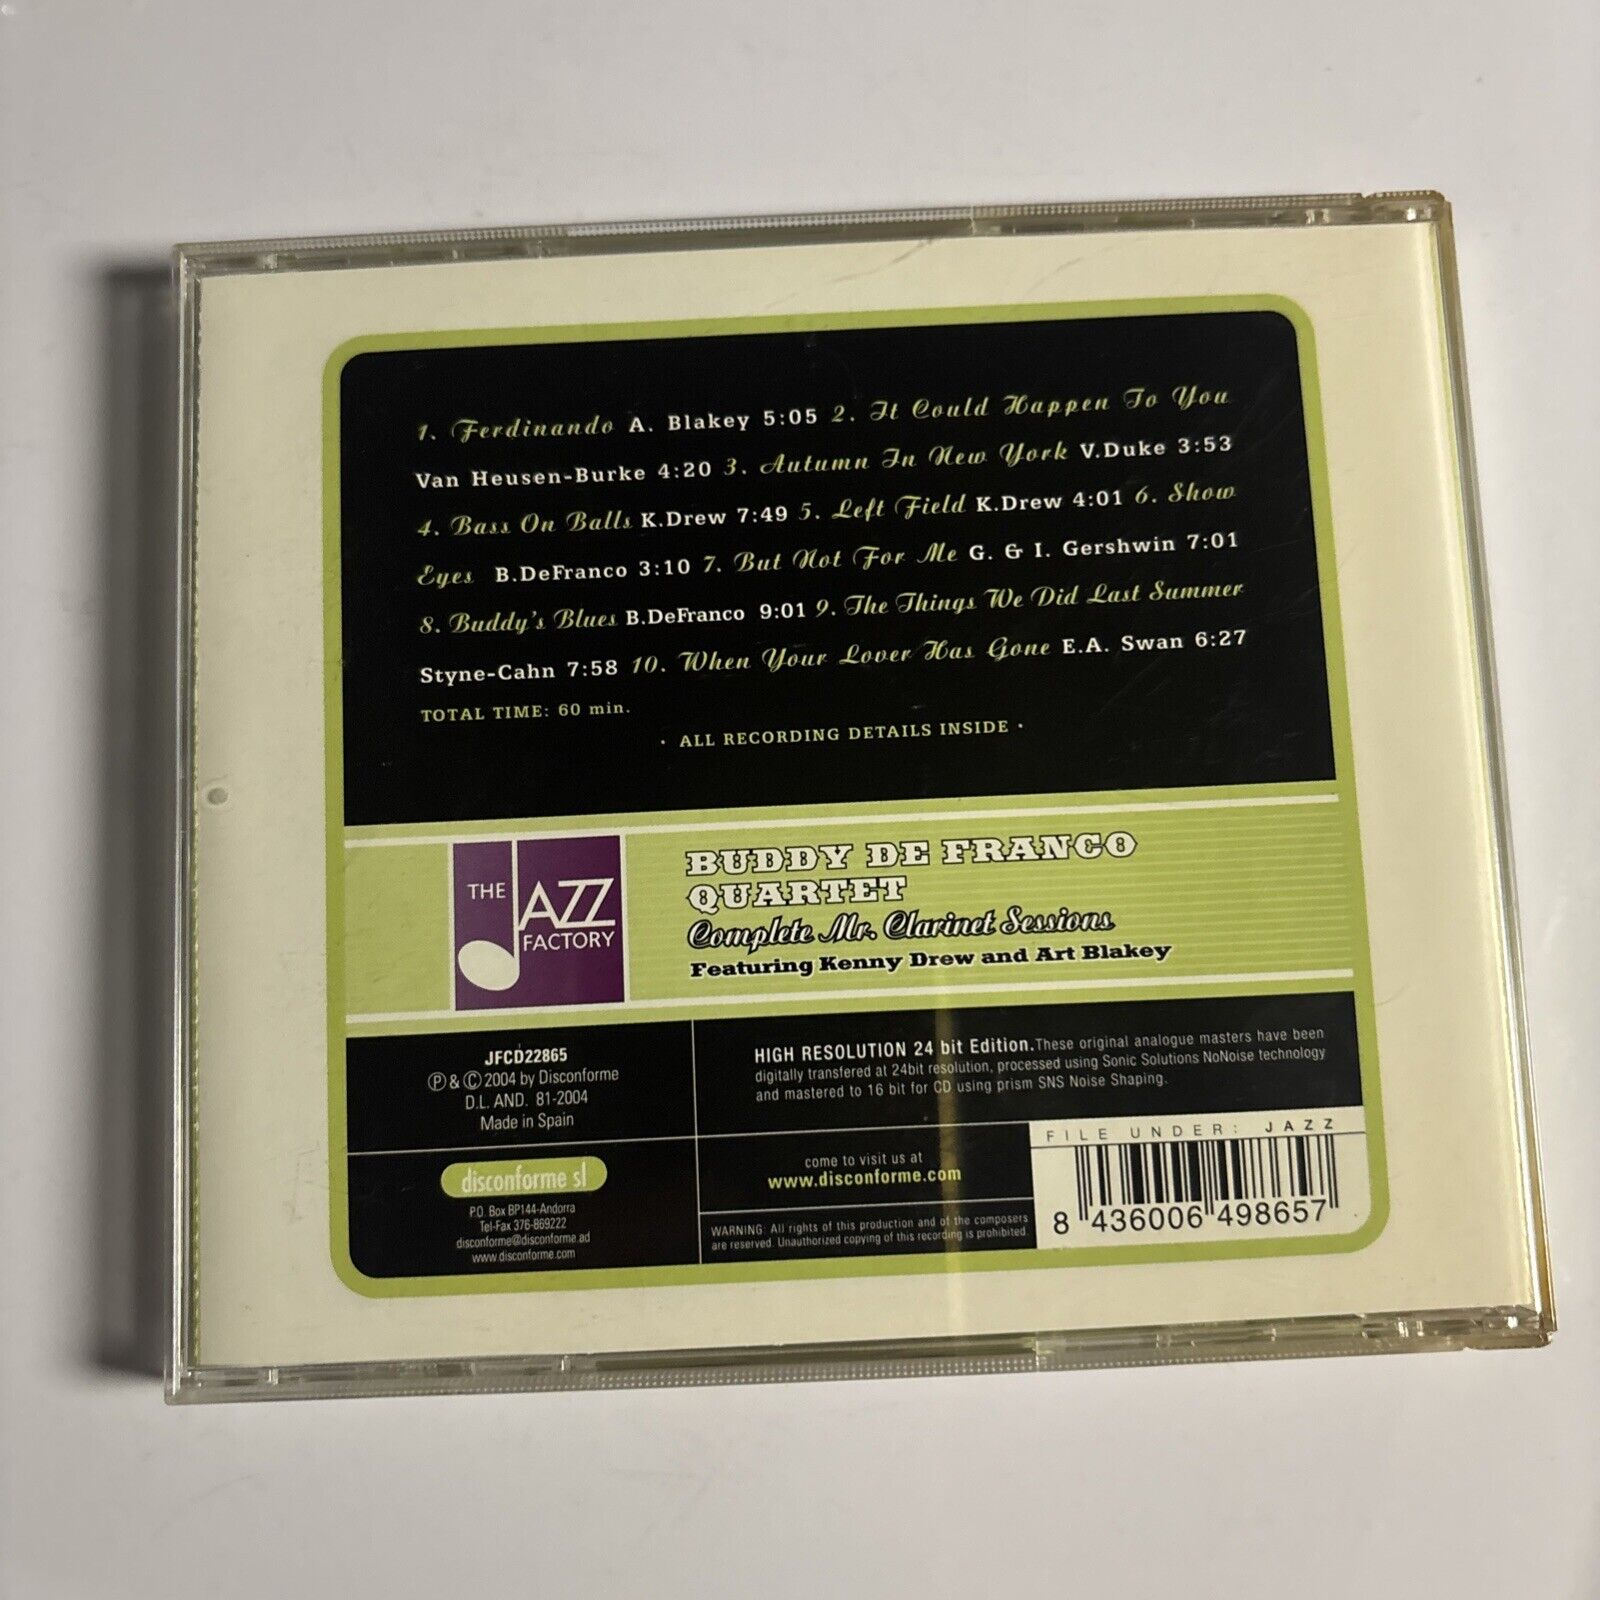 1. Ferdinando A. Blakey 5:05 2. It Could Happen To You
Van Heusen-Burke 4:20 3. Autumn In New York V.Duke 3:53
4. Bass On Balls K.Drew 7:49 5. Left Field K.Drew 4:01 6. Show
Eyes B.DeFranco 3:10 7. But Not For Me G. & I. Gershwin 7:01
8. Buddy's Blues B.DeFranco 9:01 9. The Things We Did Last Summer
Styne-Cahn 7:58 10. When Your Lover Has Gone E.A. Swan 6:27
TOTAL TIME: 60 min.
· ALL RECORDING DETAILS INSIDE ·
THE JAZZ
FACTORY
BUDDY DE FRANCO
QUARTET
Complete Mr. Clarinet Sessions
Featuring Kenny Drew and Art Blakey
JFCD22865
Ⓟ & © 2004 by Disconforme
D.L. AND. 81-2004
Made in Spain
HIGH RESOLUTION 24 bit Edition.These original analogue masters have been
digitally transfered at 24bit resolution, processed using Sonic Solutions NoNoise technology
and mastered to 16 bit for CD using prism SNS Noise Shaping.
disconforme sl
P.O. Box BP144-Andorra
Tel-Fax 376-869222
disconforme@disconforme.ad
www.disconforme.com
come to visit us at
www.disconforme.com
WARNING: All rights of this production and of the composers
are reserved. Unauthorized copying of this recording is prohibited.
FILE UNDER: JAZZ
8 436006 498657